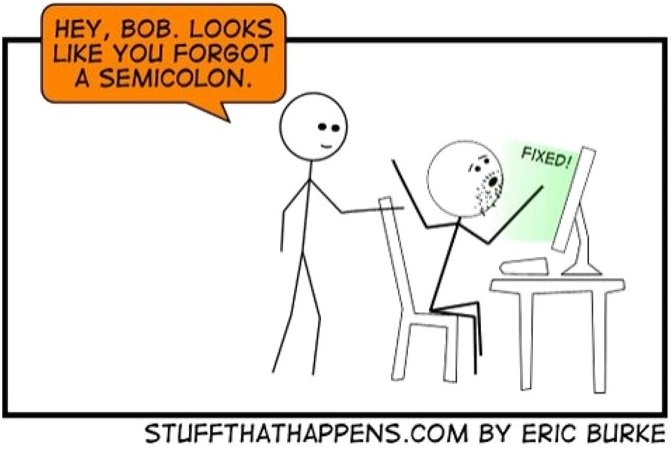 HEY, BOB. LOOKS
LIKE YOU FORGOT
A SEMICOLON.
FIXED!
STUFFTHATHAPPENS.COM BY ERIC BURKE